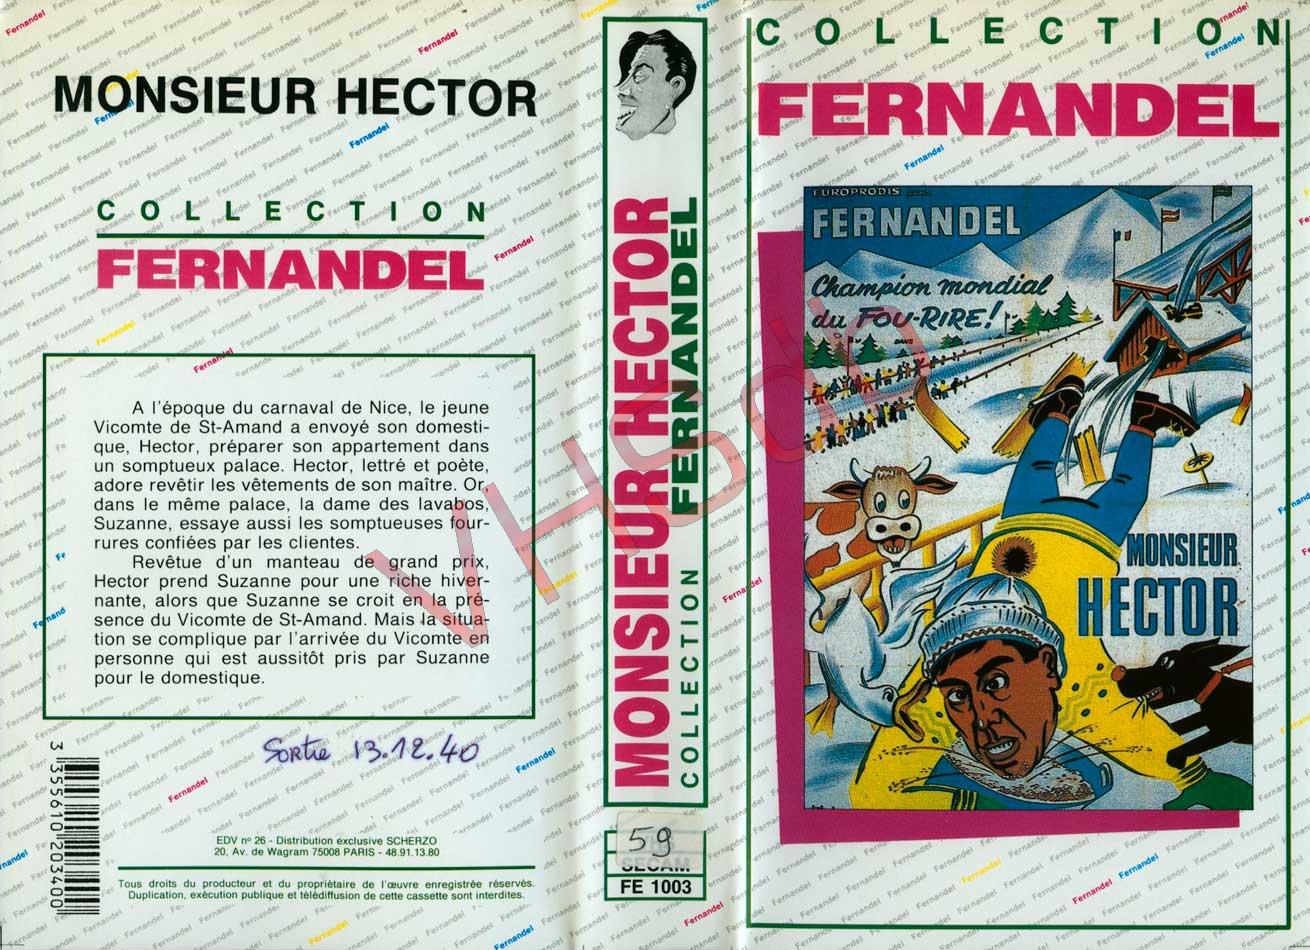 MONSIEUR HECTOR
COLLECTION
FERNANDEL
A l'époque du carnaval de Nice, le jeune
Vicomte de St-Amand a envoyé son domesti-
que, Hector, préparer son appartement dans
un somptueux palace. Hector, lettré et poète,
adore revêtir les vêtements de son maître. Or,
dans le même palace, la dame des lavabos,
Suzanne, essaye aussi les somptueuses four-
rures confiées par les clientes.
Revêtue d'un manteau de grand prix,
Hector prend Suzanne pour une riche hiver-
nante, alors que Suzanne se croit en la pré-
sence du Vicomte de St-Amand. Mais la situa-
tion se complique par l'arrivée du Vicomte en
personne qui est aussitôt pris par Suzanne
pour le domestique.
Sortie 13.12.40
3 355610 203400
EDV nº 26 - Distribution exclusive SCHERZO
20, Av. de Wagram 75008 PARIS - 48.91.13.80
Tous droits du producteur et du propriétaire de l'œuvre enregistrée réservés.
Duplication, exécution publique et télédiffusion de cette cassette sont interdites.
MONSIEUR HECTOR
COLLECTION FERNANDEL
59
SECAM
FE 1003
COLLECTION
FERNANDEL
EUROPRODIS
FERNANDEL
Champion mondial
du FOU-RIRE!
MONSIEUR
HECTOR
VHSdb
Fernandel